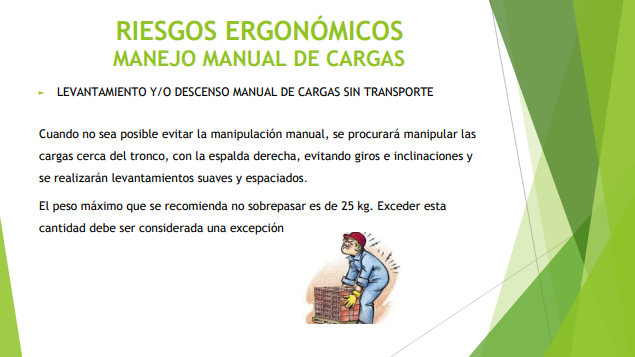 RIESGOS ERGONÓMICOS
MANEJO MANUAL DE CARGAS
► LEVANTAMIENTO Y/O DESCENSO MANUAL DE CARGAS SIN TRANSPORTE
Cuando no sea posible evitar la manipulación manual, se procurará manipular las
cargas cerca del tronco, con la espalda derecha, evitando giros e inclinaciones y
se realizarán levantamientos suaves y espaciados.
El peso máximo que se recomienda no sobrepasar es de 25 kg. Exceder esta
cantidad debe ser considerada una excepción